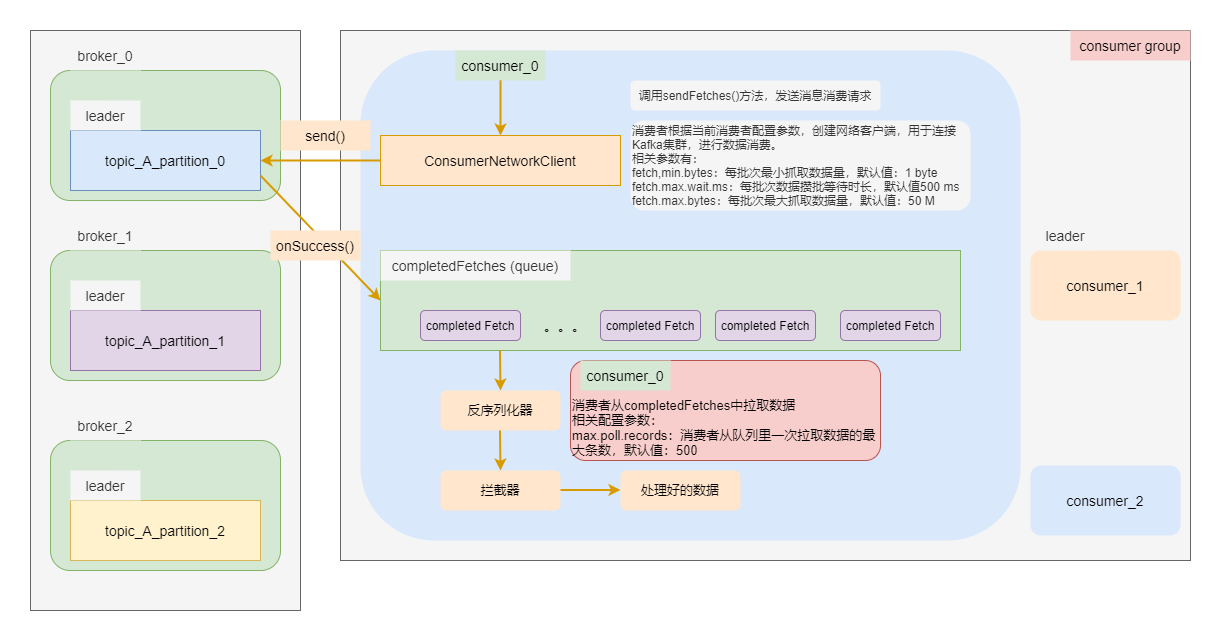 broker_0
leader
topic_A_partition_0
broker_1
leader
topic_A_partition_1
broker_2
leader
topic_A_partition_2
send()
onSuccess()
consumer group
consumer_0
ConsumerNetworkClient
调用sendFetches()方法，发送消息消费请求
消费者根据当前消费者配置参数，创建网络客户端，用于连接
Kafka集群，进行数据消费。
相关参数有：
fetch,min.bytes：每批次最小抓取数据量，默认值：1 byte
fetch.max.wait.ms：每批次数据攒批等待时长，默认值500 ms
fetch.max.bytes：每批次最大抓取数据量，默认值：50 M
completedFetches (queue)
completed Fetch
。。。
completed Fetch
completed Fetch
completed Fetch
反序列化器
拦截器
处理好的数据
consumer_0
消费者从completedFetches中拉取数据
相关配置参数：
max.poll.records：消费者从队列里一次拉取数据的最
大条数，默认值：500
leader
consumer_1
consumer_2